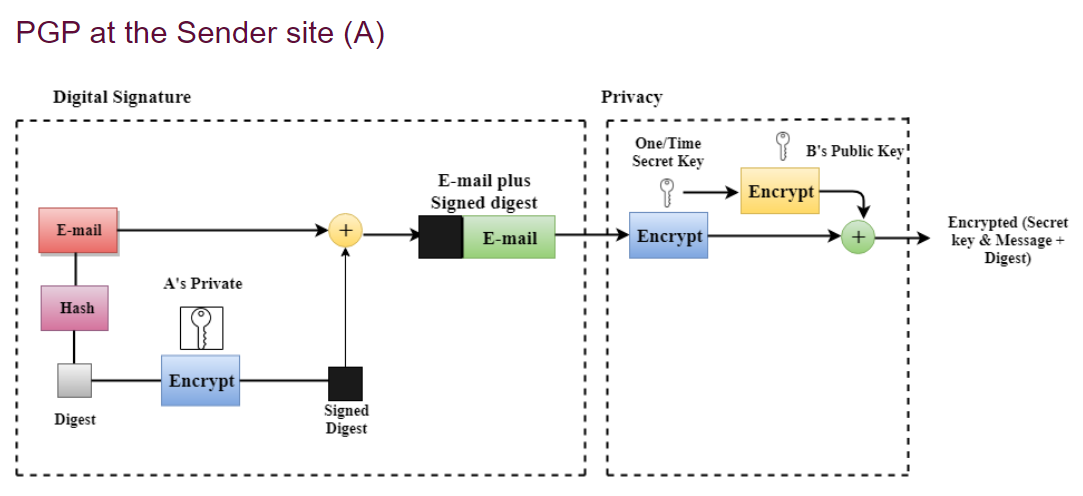 PGP at the Sender site (A)
Digital Signature
Privacy
One/Time
Secret Key
B's Public Key
E-mail plus
Signed digest
Encrypt
E-mail
+
E-mail
Encrypt
+
Encrypted (Secret
key & Message +
Digest)
A's Private
Hash
Encrypt
Digest
Signed
Digest